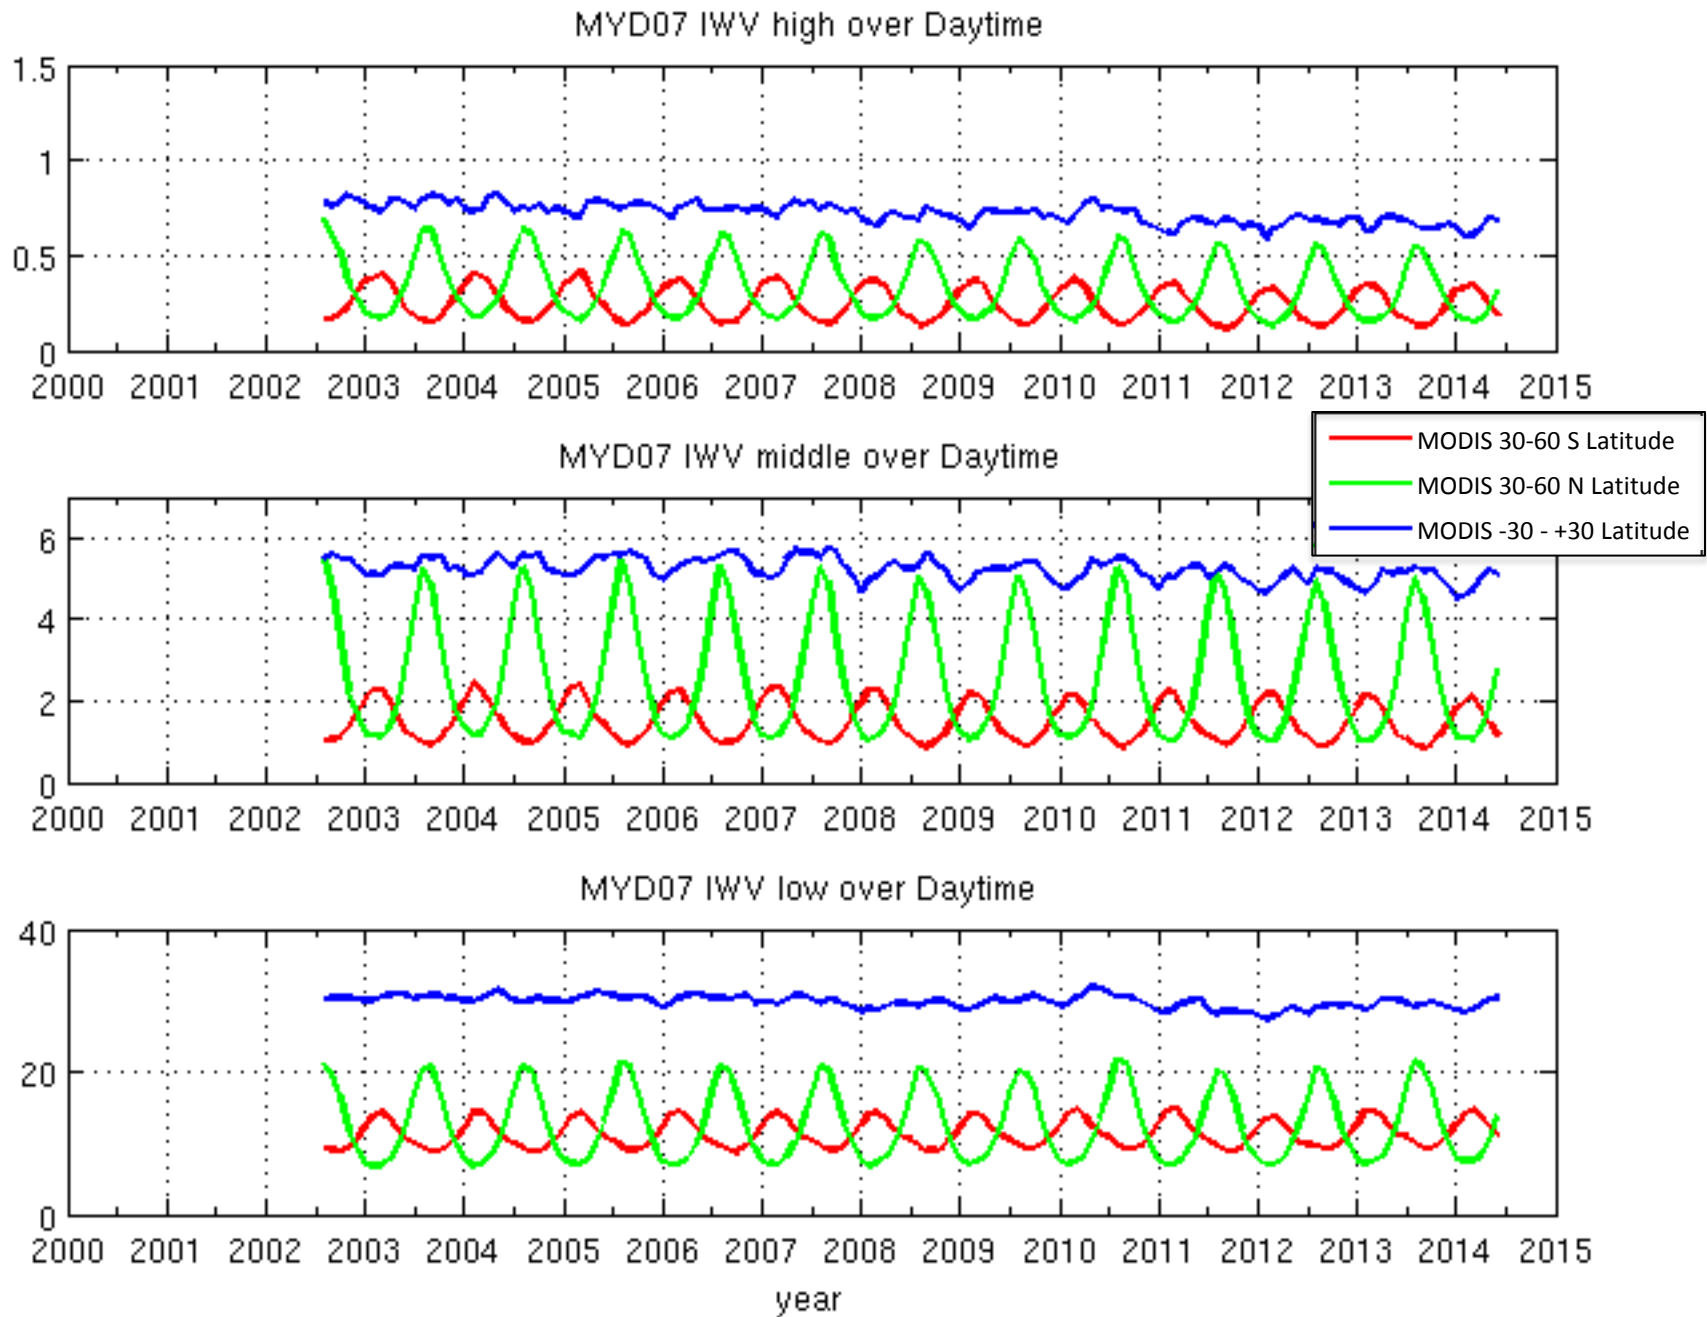 MYD07 IWV high over Daytime
1.5
1
0.5
0
2000 2001 2002 2003 2004 2005 2006 2007 2008 2009 2010 2011 2012 2013 2014 2015
MODIS 30-60 S Latitude
MODIS 30-60 N Latitude
MODIS -30 - +30 Latitude
MYD07 IWV middle over Daytime
6
4
2
0
2000 2001 2002 2003 2004 2005 2006 2007 2008 2009 2010 2011 2012 2013 2014 2015
MYD07 IWV low over Daytime
40
20
0
2000 2001 2002 2003 2004 2005 2006 2007 2008 2009 2010 2011 2012 2013 2014 2015
year